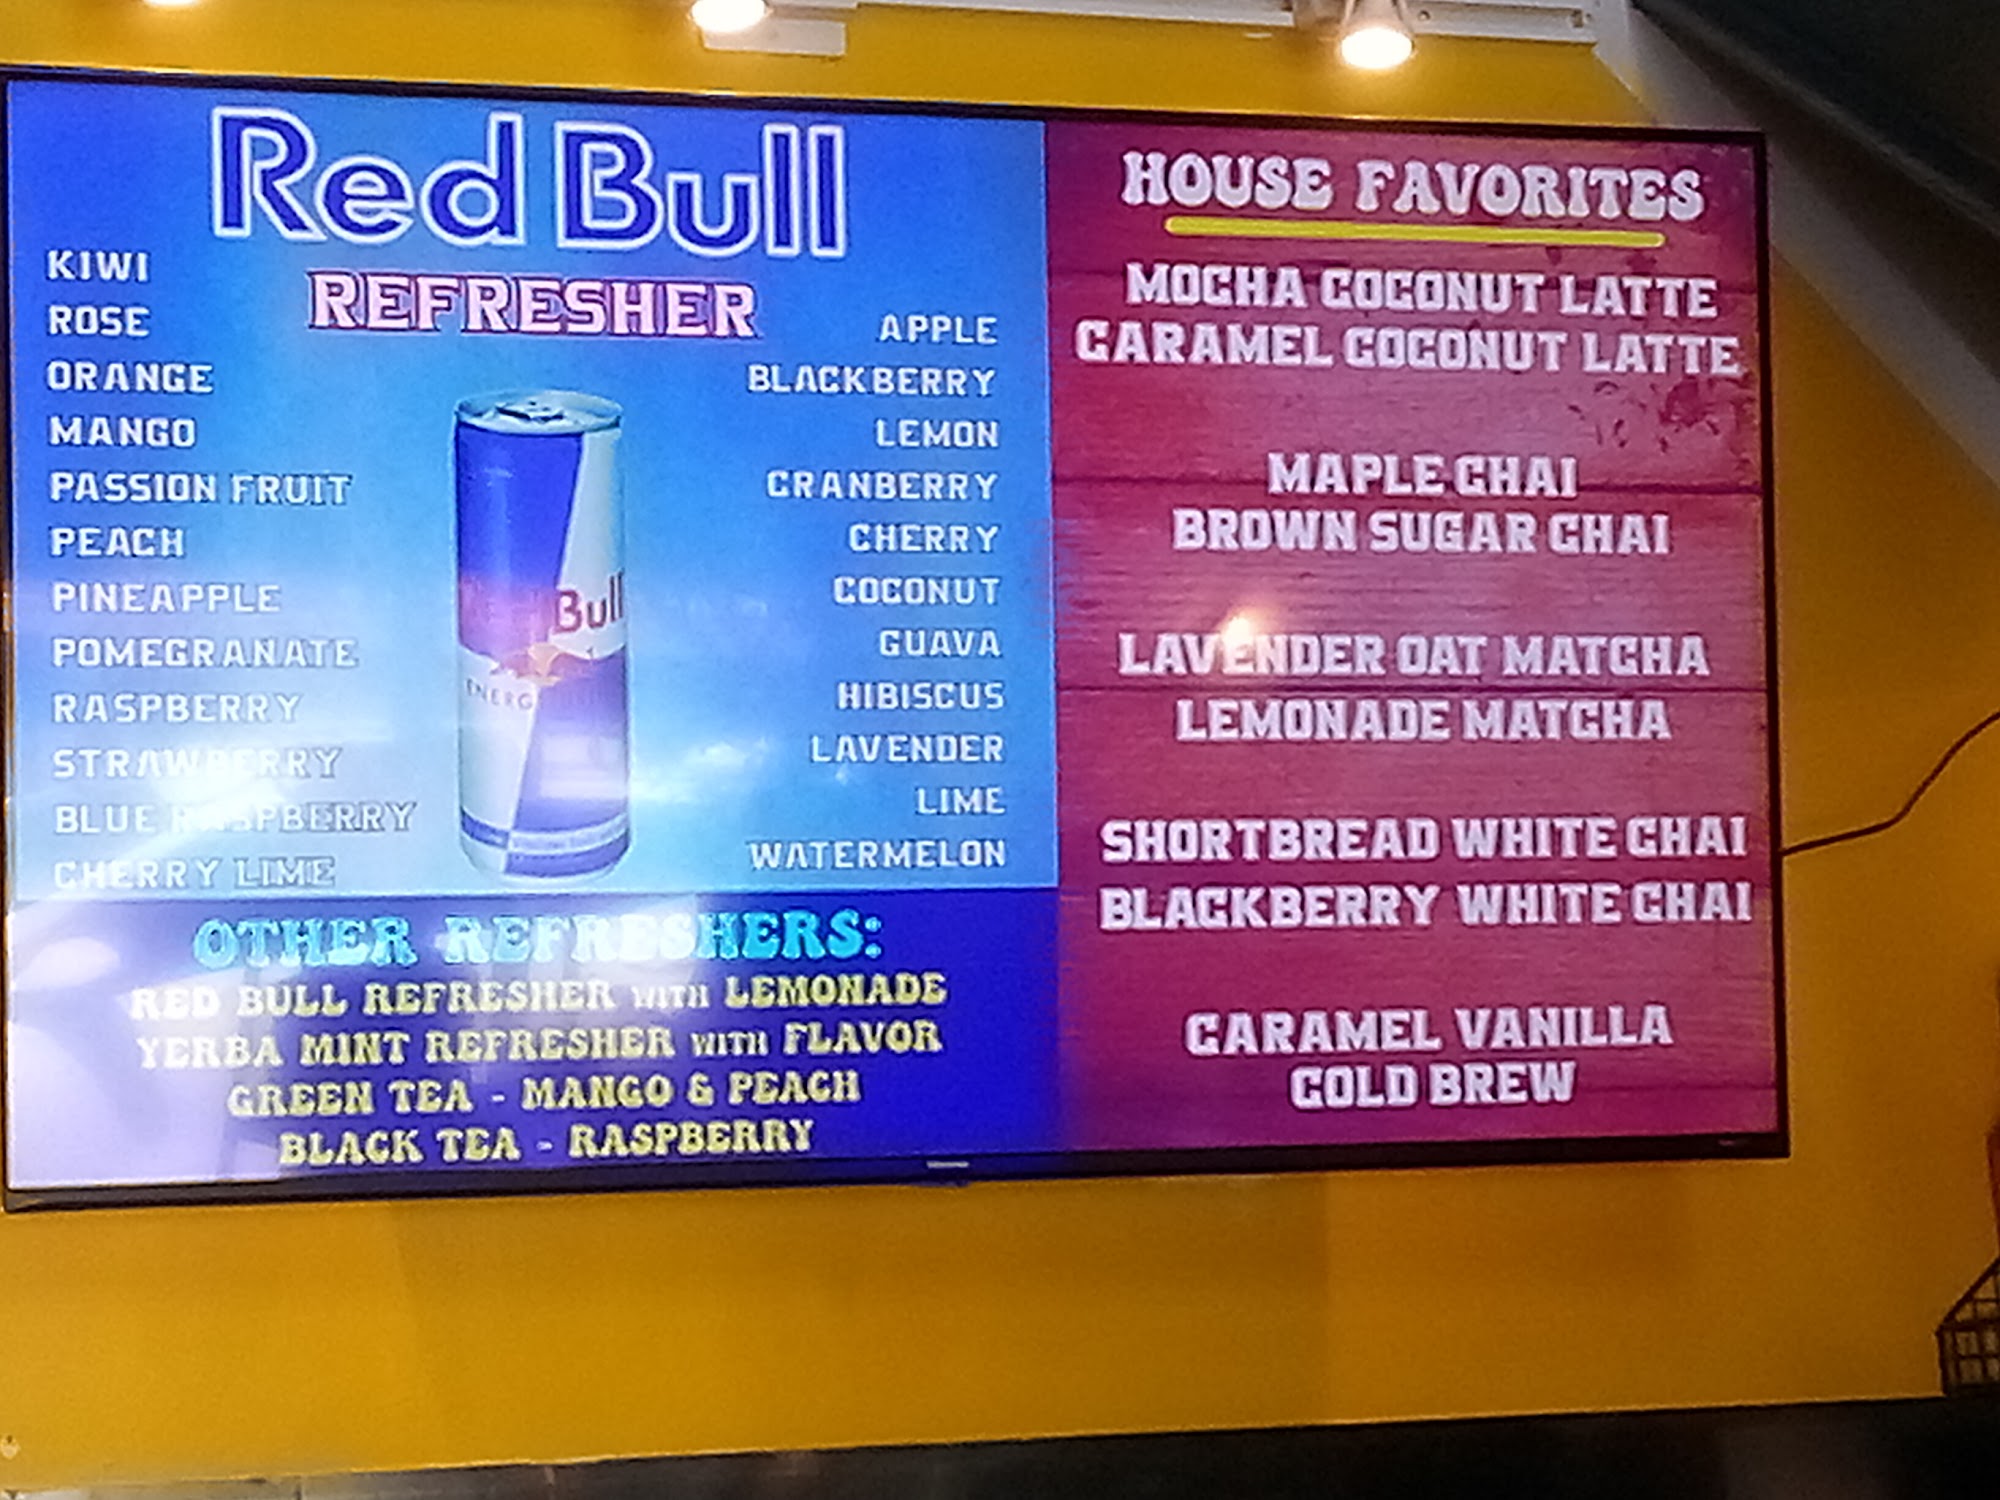 Red Bull
REFRESHER
KIWI
ROSE
ORANGE
MANGO
PASSION FRUIT
PEACH
PINEAPPLE
POMEGRANATE
RASPBERRY
STRAWBERRY
BLUE RASPBERRY
CHERRY LIME
APPLE
BLACKBERRY
LEMON
CRANBERRY
CHERRY
COCONUT
GUAVA
HIBISCUS
LAVENDER
LIME
WATERMELON
Red Bull
OTHER REFRESHERS:
RED BULL REFRESHER WITH LEMONADE
YERBA MINT REFRESHER WITH FLAVOR
GREEN TEA - MANGO & PEACH
BLACK TEA - RASPBERRY
HOUSE FAVORITES
MOCHA COCONUT LATTE
CARAMEL COCONUT LATTE
MAPLE CHAI
BROWN SUGAR CHAI
LAVENDER OAT MATCHA
LEMONADE MATCHA
SHORTBREAD WHITE CHAI
BLACKBERRY WHITE CHAI
CARAMEL VANILLA
COLD BREW